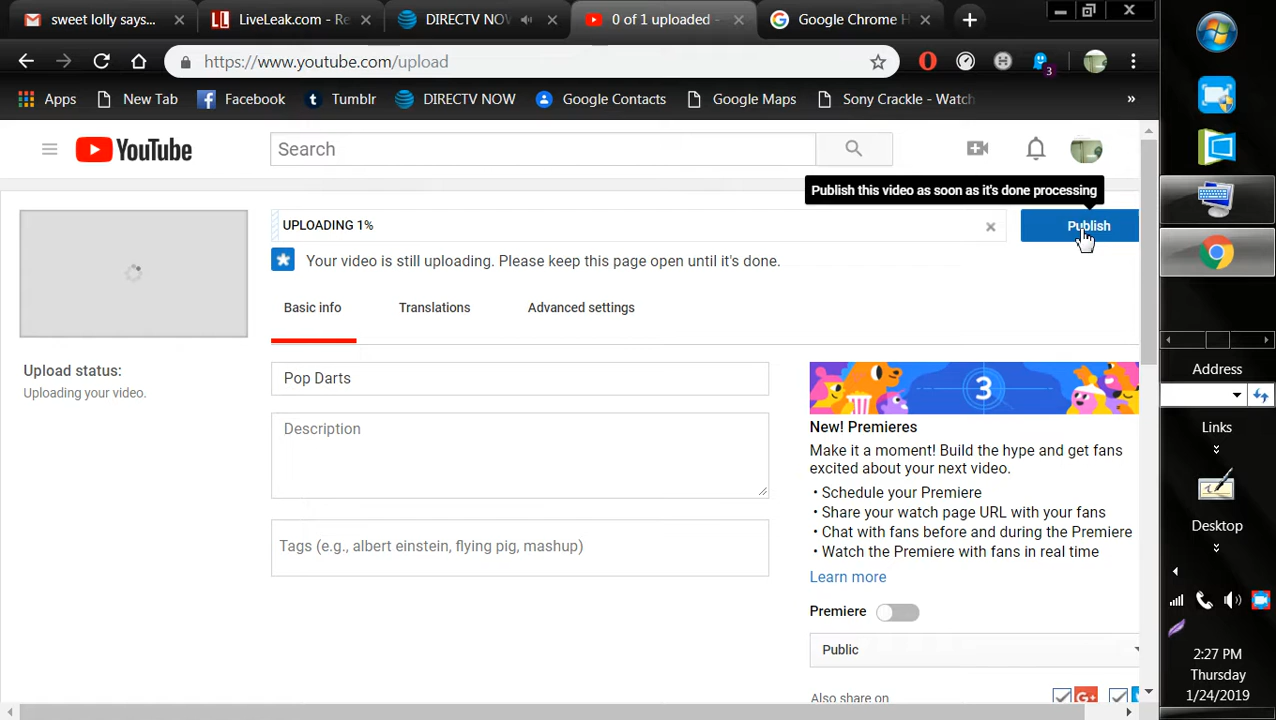 sweet lolly says...
LiveLeak.com - Re
DIRECTV NOW
0 of 1 uploaded -
Google Chrome H
https://www.youtube.com/upload
3
Apps
New Tab
Facebook
Tumblr
DIRECTV NOW
Google Contacts
Google Maps
Sony Crackle - Watch
»
YouTube
Search
Publish this video as soon as it's done processing
UPLOADING 1%
Publish
Your video is still uploading. Please keep this page open until it's done.
Basic info
Translations
Advanced settings
Upload status:
Uploading your video.
Pop Darts
Description
Tags (e.g., albert einstein, flying pig, mashup)
3
New! Premieres
Make it a moment! Build the hype and get fans
excited about your next video.
• Schedule your Premiere
• Share your watch page URL with your fans
• Chat with fans before and during the Premiere
• Watch the Premiere with fans in real time
Learn more
Premiere
Public
Also share on
G+
Address
Links
Desktop
2:27 PM
Thursday
1/24/2019